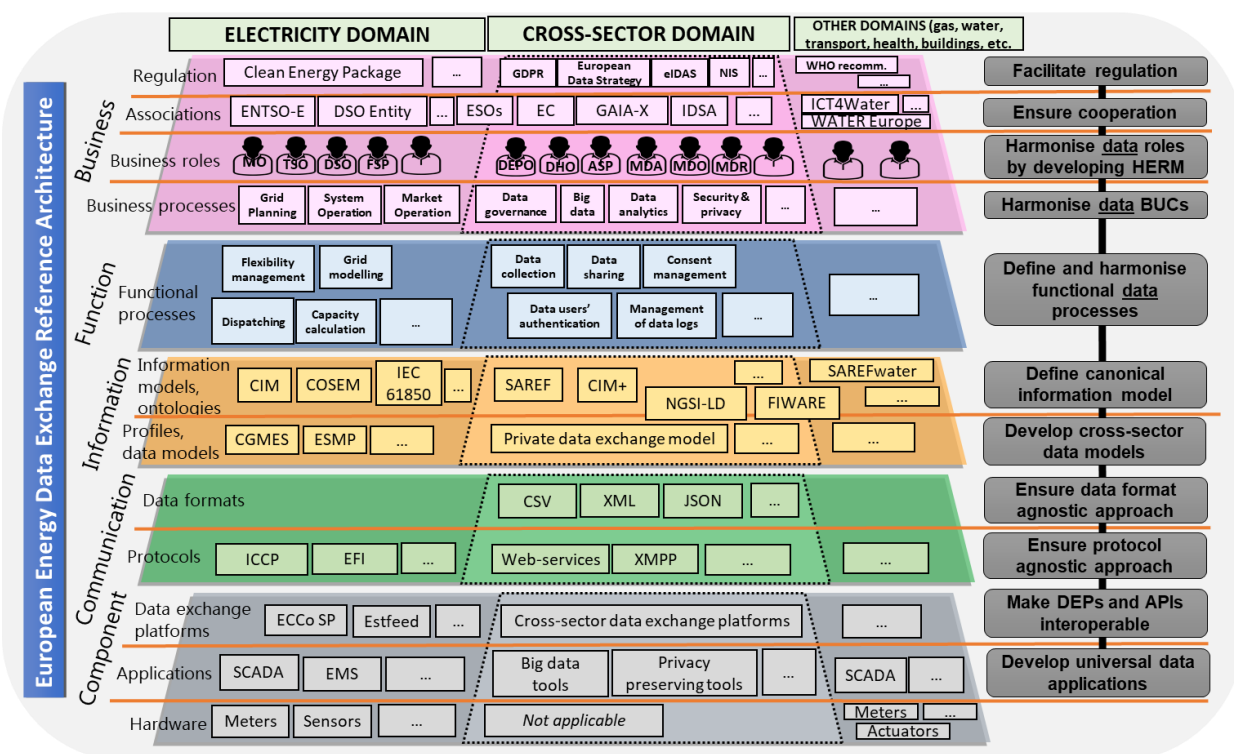 ELECTRICITY DOMAIN
CROSS-SECTOR DOMAIN
OTHER DOMAINS (gas, water,
transport, health, buildings, etc.
European Energy Data Exchange Reference Architecture
Business
Regulation
Clean Energy Package
...
GDPR
European
Data Strategy
eIDAS
NIS
...
WHO recomm.
...
Facilitate regulation
Associations
ENTSO-E
DSO Entity
...
ESOs
EC
GAIA-X
IDSA
...
ICT4Water
...
WATER Europe
Ensure cooperation
Business roles
MO
TSO
DSO
FSP
DEPO
DHO
ASP
MDA
MDO
MDR
Harmonise data roles
by developing HERM
Business processes
Grid
Planning
System
Operation
Market
Operation
Data
governance
Big
data
Data
analytics
Security &
privacy
...
...
Harmonise data BUCs
Function
Functional
processes
Flexibility
management
Grid
modelling
Dispatching
Capacity
calculation
...
Data
collection
Data
sharing
Consent
management
Data users'
authentication
Management
of data logs
...
...
Define and harmonise
functional data
processes
Information
Information
models,
ontologies
CIM
COSEM
IEC
61850
...
SAREF
CIM+
...
NGSI-LD
FIWARE
SAREFwater
...
Define canonical
information model
Profiles,
data models
CGMES
ESMP
...
Private data exchange model
...
...
Develop cross-sector
data models
Communication
Data formats
CSV
XML
JSON
...
Ensure data format
agnostic approach
Protocols
ICCP
EFI
...
Web-services
XMPP
...
...
Ensure protocol
agnostic approach
Component
Data exchange
platforms
ECCo SP
Estfeed
...
Cross-sector data exchange platforms
...
Make DEPs and APIs
interoperable
Applications
SCADA
EMS
...
Big data
tools
Privacy
preserving tools
...
SCADA
...
Develop universal data
applications
Hardware
Meters
Sensors
...
Not applicable
Meters
...
Actuators